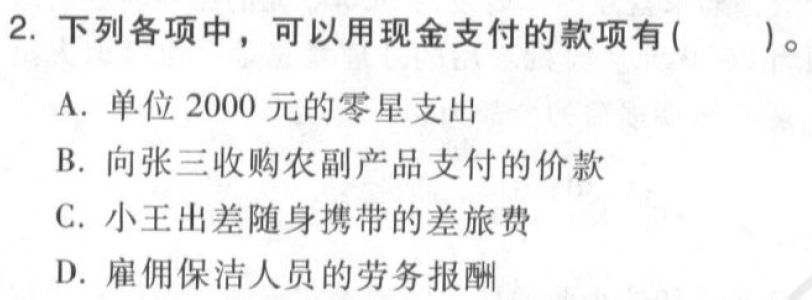 2. 下列各项中，可以用现金支付的款项有(　　)。
A. 单位 2000 元的零星支出
B. 向张三收购农副产品支付的价款
C. 小王出差随身携带的差旅费
D. 雇佣保洁人员的劳务报酬